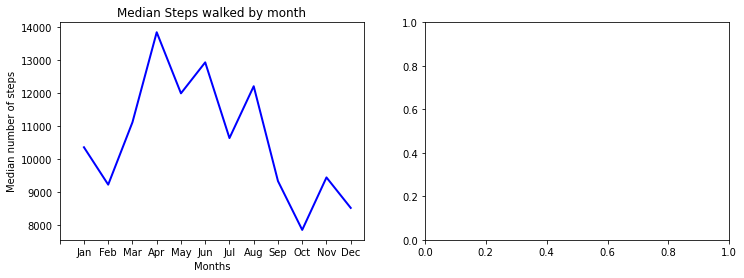 Median Steps walked by month
Median number of steps
14000
13000
12000
11000
10000
9000
8000
Jan Feb Mar Apr May Jun Jul Aug Sep Oct Nov Dec
Months
1.0
0.8
0.6
0.4
0.2
0.0
0.0 0.2 0.4 0.6 0.8 1.0